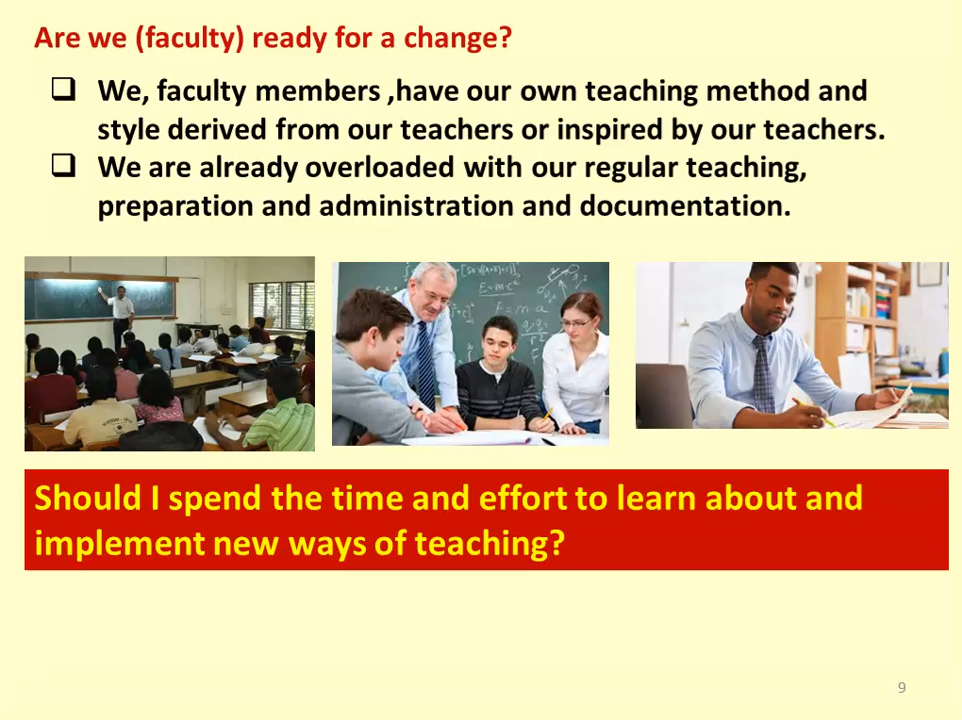 Are we (faculty) ready for a change?
❑ We, faculty members ,have our own teaching method and
style derived from our teachers or inspired by our teachers.
❑ We are already overloaded with our regular teaching,
preparation and administration and documentation.
E=m·c²
F=m·a
Should I spend the time and effort to learn about and
implement new ways of teaching?
9